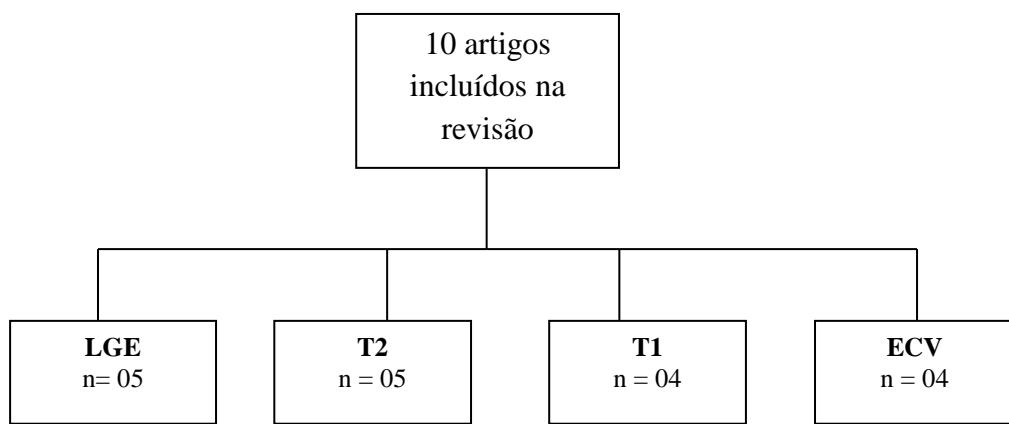 10 artigos
incluídos na
revisão
LGE
n= 05
T2
n = 05
T1
n = 04
ECV
n = 04